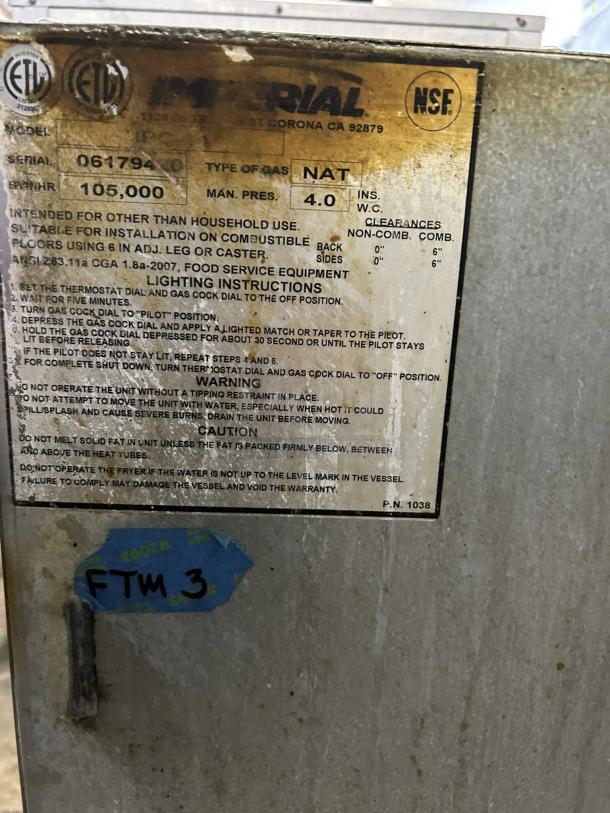 ETL
ETL
IMPERIAL
NSF
CORONA CA 92879
MODEL
SERIAL 061794 TYPE OF GAS NAT
BTU/HR 105,000 MAN. PRES. 4.0 INS. W.C.
INTENDED FOR OTHER THAN HOUSEHOLD USE.
SUITABLE FOR INSTALLATION ON COMBUSTIBLE
FLOORS USING 6 IN ADJ. LEG OR CASTER.
CLEARANCES
NON-COMB. COMB.
BACK 0" 6"
SIDES 0" 6"
ANSI Z83.11a CGA 1.8a-2007, FOOD SERVICE EQUIPMENT
LIGHTING INSTRUCTIONS
1. SET THE THERMOSTAT DIAL AND GAS COCK DIAL TO THE OFF POSITION.
2. WAIT FOR FIVE MINUTES.
3. TURN GAS COCK DIAL TO "PILOT" POSITION.
4. DEPRESS THE GAS COCK DIAL AND APPLY A LIGHTED MATCH OR TAPER TO THE PILOT.
HOLD THE GAS COCK DIAL DEPRESSED FOR ABOUT 30 SECOND OR UNTIL THE PILOT STAYS
LIT BEFORE RELEASING
IF THE PILOT DOES NOT STAY LIT, REPEAT STEPS 4 AND 5.
FOR COMPLETE SHUT DOWN, TURN THERMOSTAT DIAL AND GAS COCK DIAL TO "OFF" POSITION.
WARNING
DO NOT OPERATE THE UNIT WITHOUT A TIPPING RESTRAINT IN PLACE.
DO NOT ATTEMPT TO MOVE THE UNIT WITH WATER, ESPECIALLY WHEN HOT IT COULD
SPILL/SPLASH AND CAUSE SEVERE BURNS. DRAIN THE UNIT BEFORE MOVING.
CAUTION
DO NOT MELT SOLID FAT IN UNIT UNLESS THE FAT IS PACKED FIRMLY BELOW, BETWEEN
AND ABOVE THE HEAT TUBES.
DO NOT OPERATE THE FRYER IF THE WATER IS NOT UP TO THE LEVEL MARK IN THE VESSEL.
FAILURE TO COMPLY MAY DAMAGE THE VESSEL AND VOID THE WARRANTY.
P.N. 1038
#2093
FTM 3